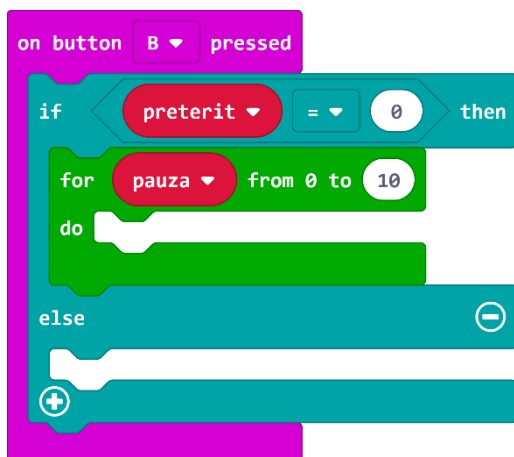 on button B pressed
if preterit = 0 then
for pauza from 0 to 10
do
else